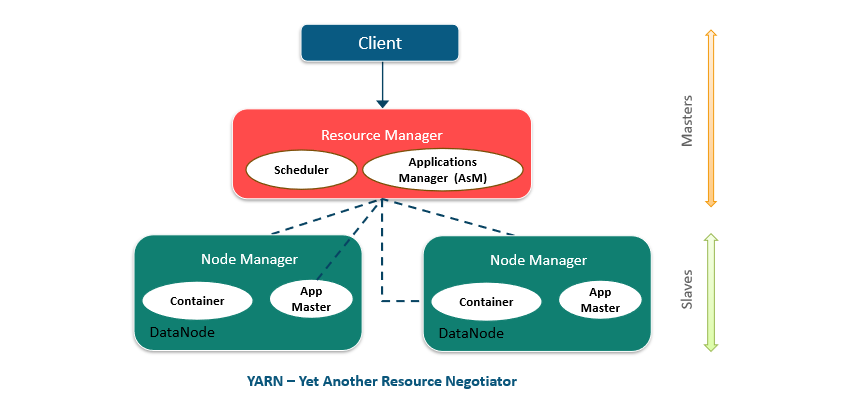 Client
Masters
Resource Manager
Scheduler
Applications
Manager (AsM)
Node Manager
Container
App
Master
DataNode
Node Manager
Container
App
Master
DataNode
Slaves
YARN – Yet Another Resource Negotiator